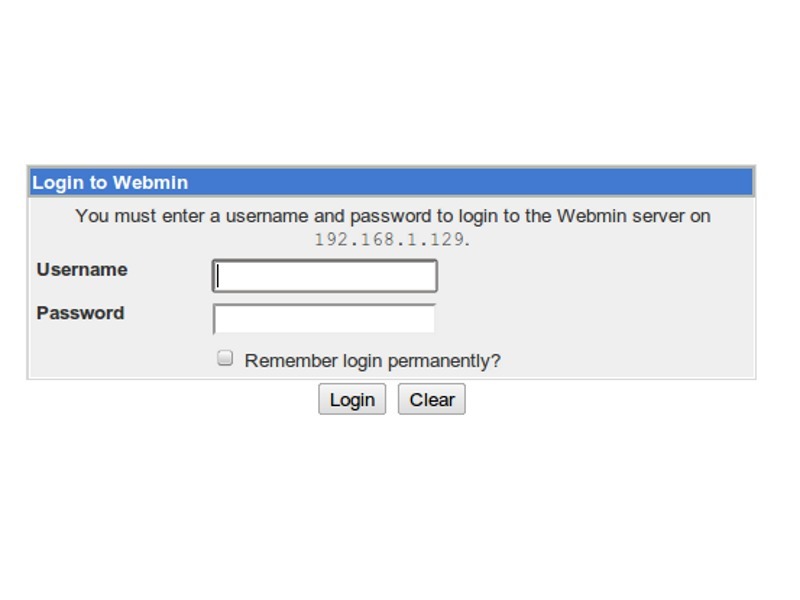 Login to Webmin
You must enter a username and password to login to the Webmin server on
192.168.1.129.
Username
Password
Remember login permanently?
Login Clear